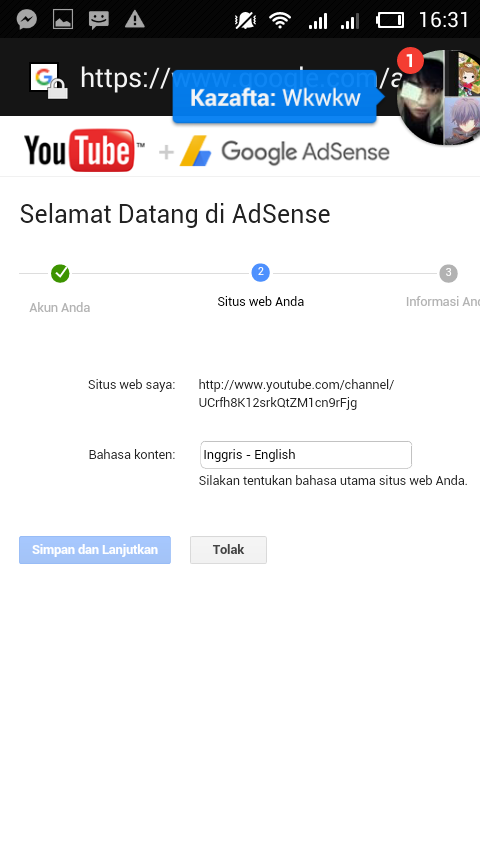 16:31
https://www.google.com/a
1
Kazafta: Wkwkw
YouTube™ + Google AdSense
Selamat Datang di AdSense
2
3
Akun Anda
Situs web Anda
Informasi And
Situs web saya:
http://www.youtube.com/channel/
UCrfh8K12srkQtZM1cn9rFjg
Bahasa konten:
Inggris - English
Silakan tentukan bahasa utama situs web Anda.
Simpan dan Lanjutkan
Tolak